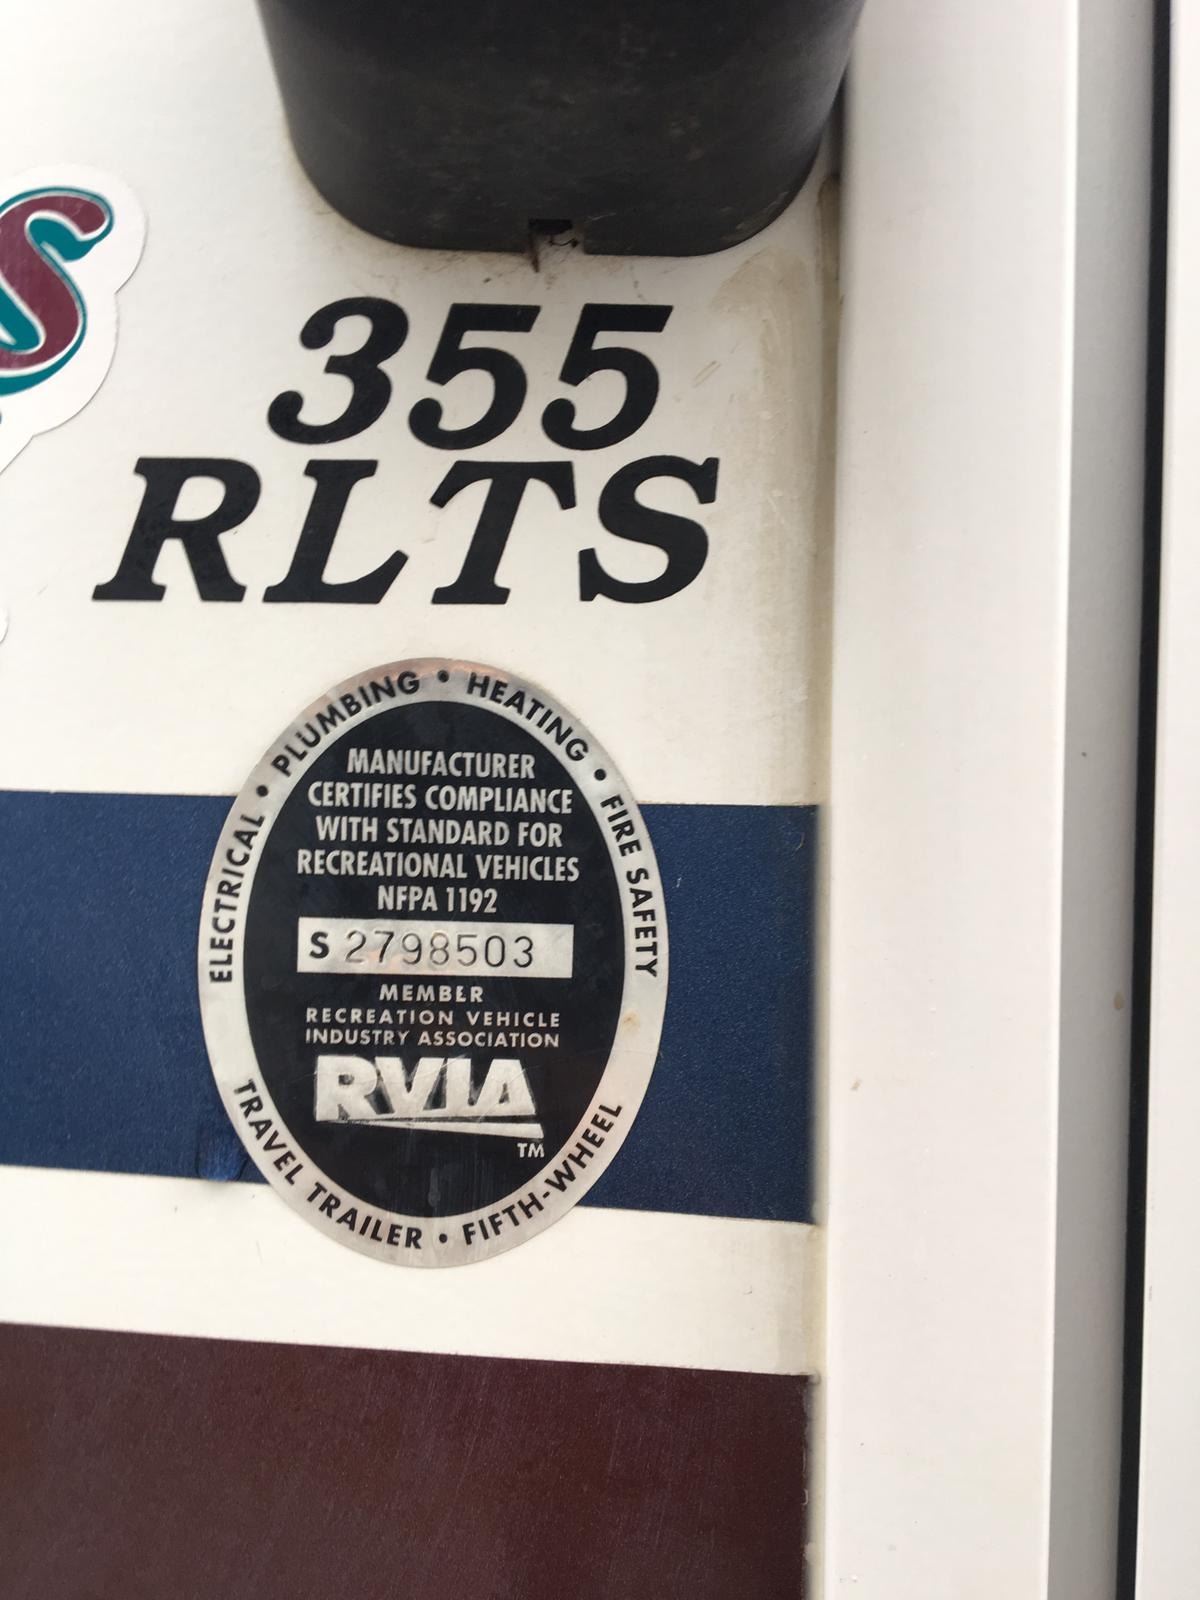 S
355
RLTS
ELECTRICAL • PLUMBING • HEATING • FIRE SAFETY
MANUFACTURER
CERTIFIES COMPLIANCE
WITH STANDARD FOR
RECREATIONAL VEHICLES
NFPA 1192
S 2798503
MEMBER
RECREATION VEHICLE
INDUSTRY ASSOCIATION
RVIA
TM
TRAVEL TRAILER • FIFTH-WHEEL